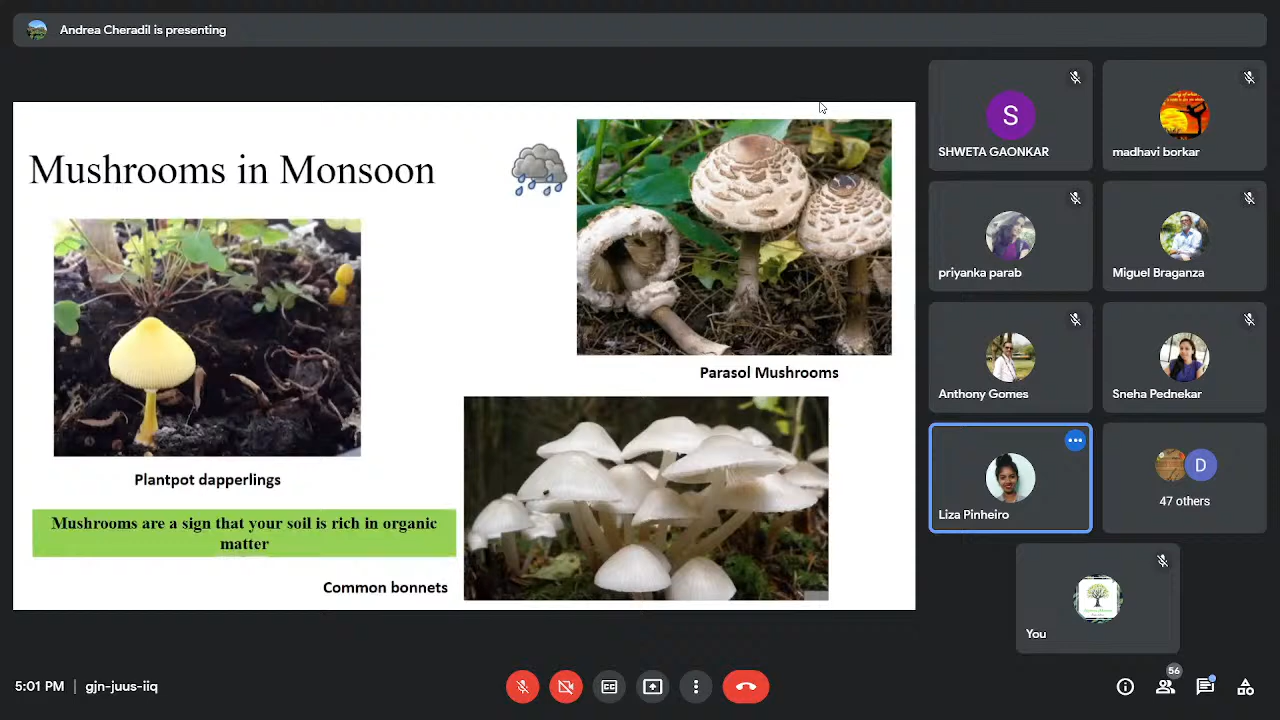 Andrea Cheradil is presenting
Mushrooms in Monsoon
Parasol Mushrooms
Plantpot dapperlings
Mushrooms are a sign that your soil is rich in organic
matter
Common bonnets
S
SHWETA GAONKAR
madhavi borkar
priyanka parab
Miguel Braganza
Anthony Gomes
Sneha Pednekar
Liza Pinheiro
D
47 others
You
5:01 PM | gjn-juus-iiq
56